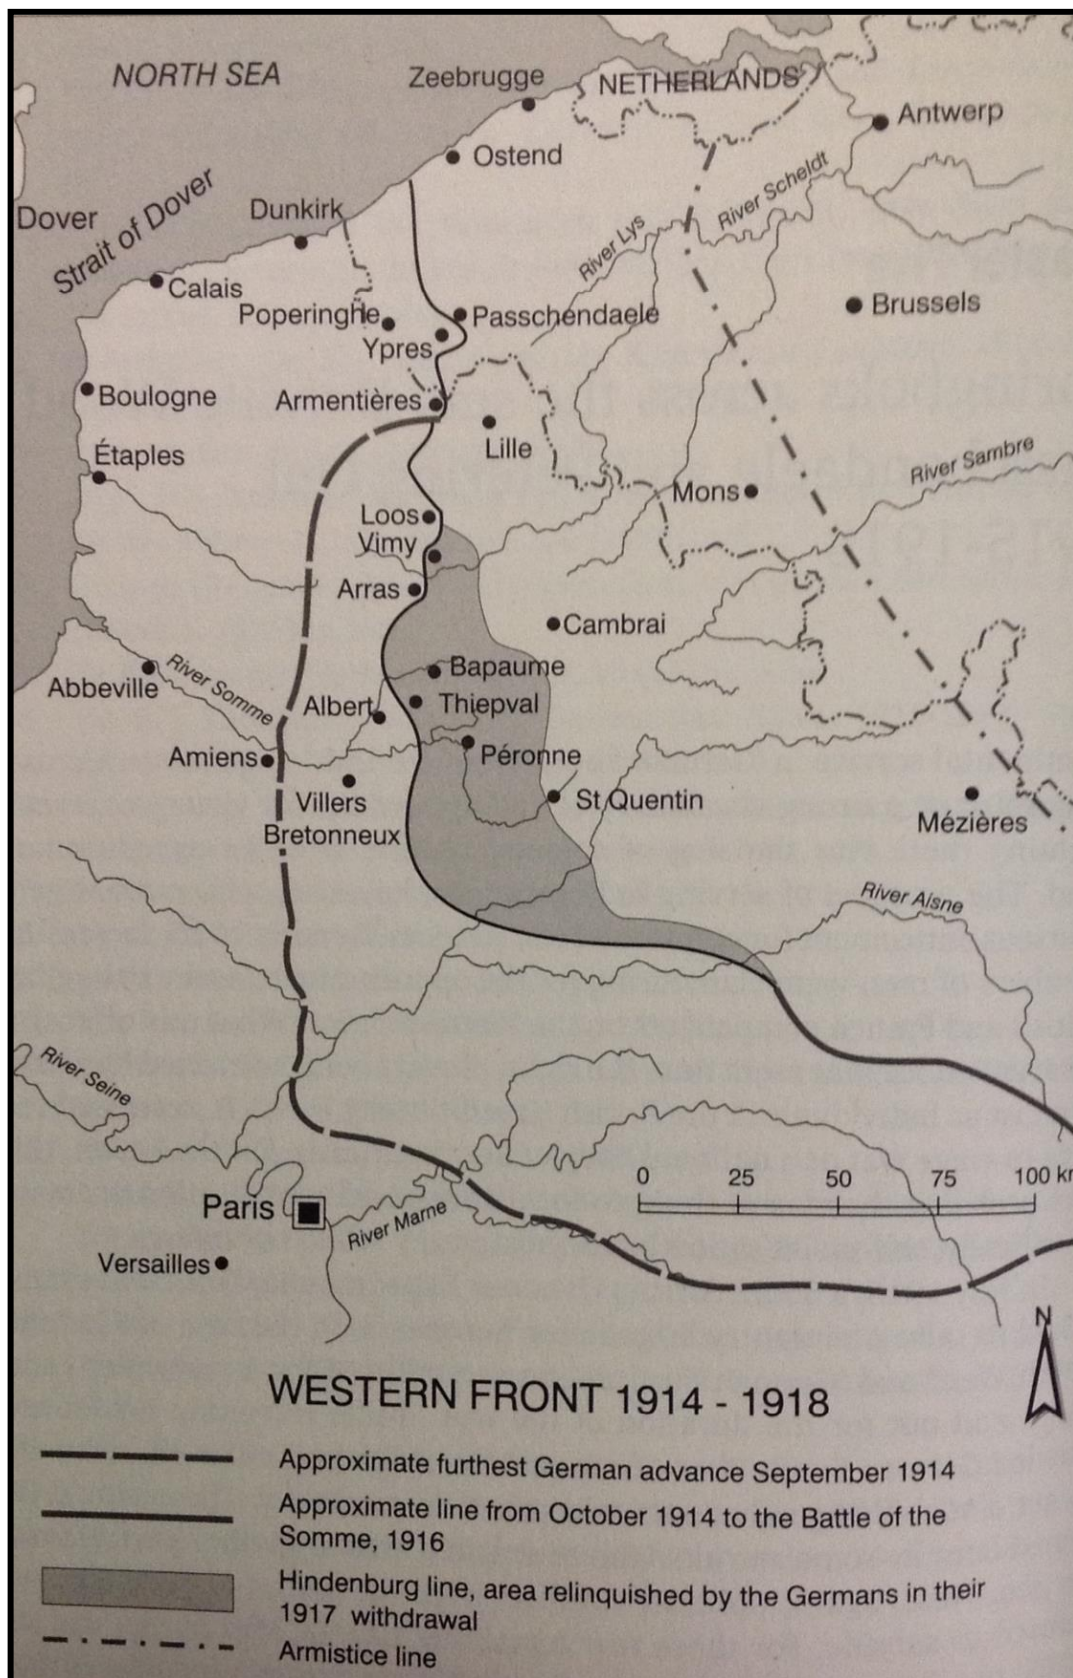 NORTH SEA
Zeebrugge
NETHERLANDS
Antwerp
Ostend
River Scheldt
Dover
Strait of Dover
Dunkirk
River Lys
Calais
Poperinghe
Passchendaele
Brussels
Ypres
Boulogne
Armentières
Lille
Étaples
River Sambre
Mons
Loos
Vimy
Arras
Cambrai
Abbeville
River Somme
Bapaume
Albert
Thiepval
Amiens
Péronne
Villers
Bretonneux
St Quentin
Mézières
River Aisne
River Seine
0 25 50 75 100 km
Paris
River Marne
Versailles
N
WESTERN FRONT 1914 - 1918
Approximate furthest German advance September 1914
Approximate line from October 1914 to the Battle of the
Somme, 1916
Hindenburg line, area relinquished by the Germans in their
1917 withdrawal
Armistice line